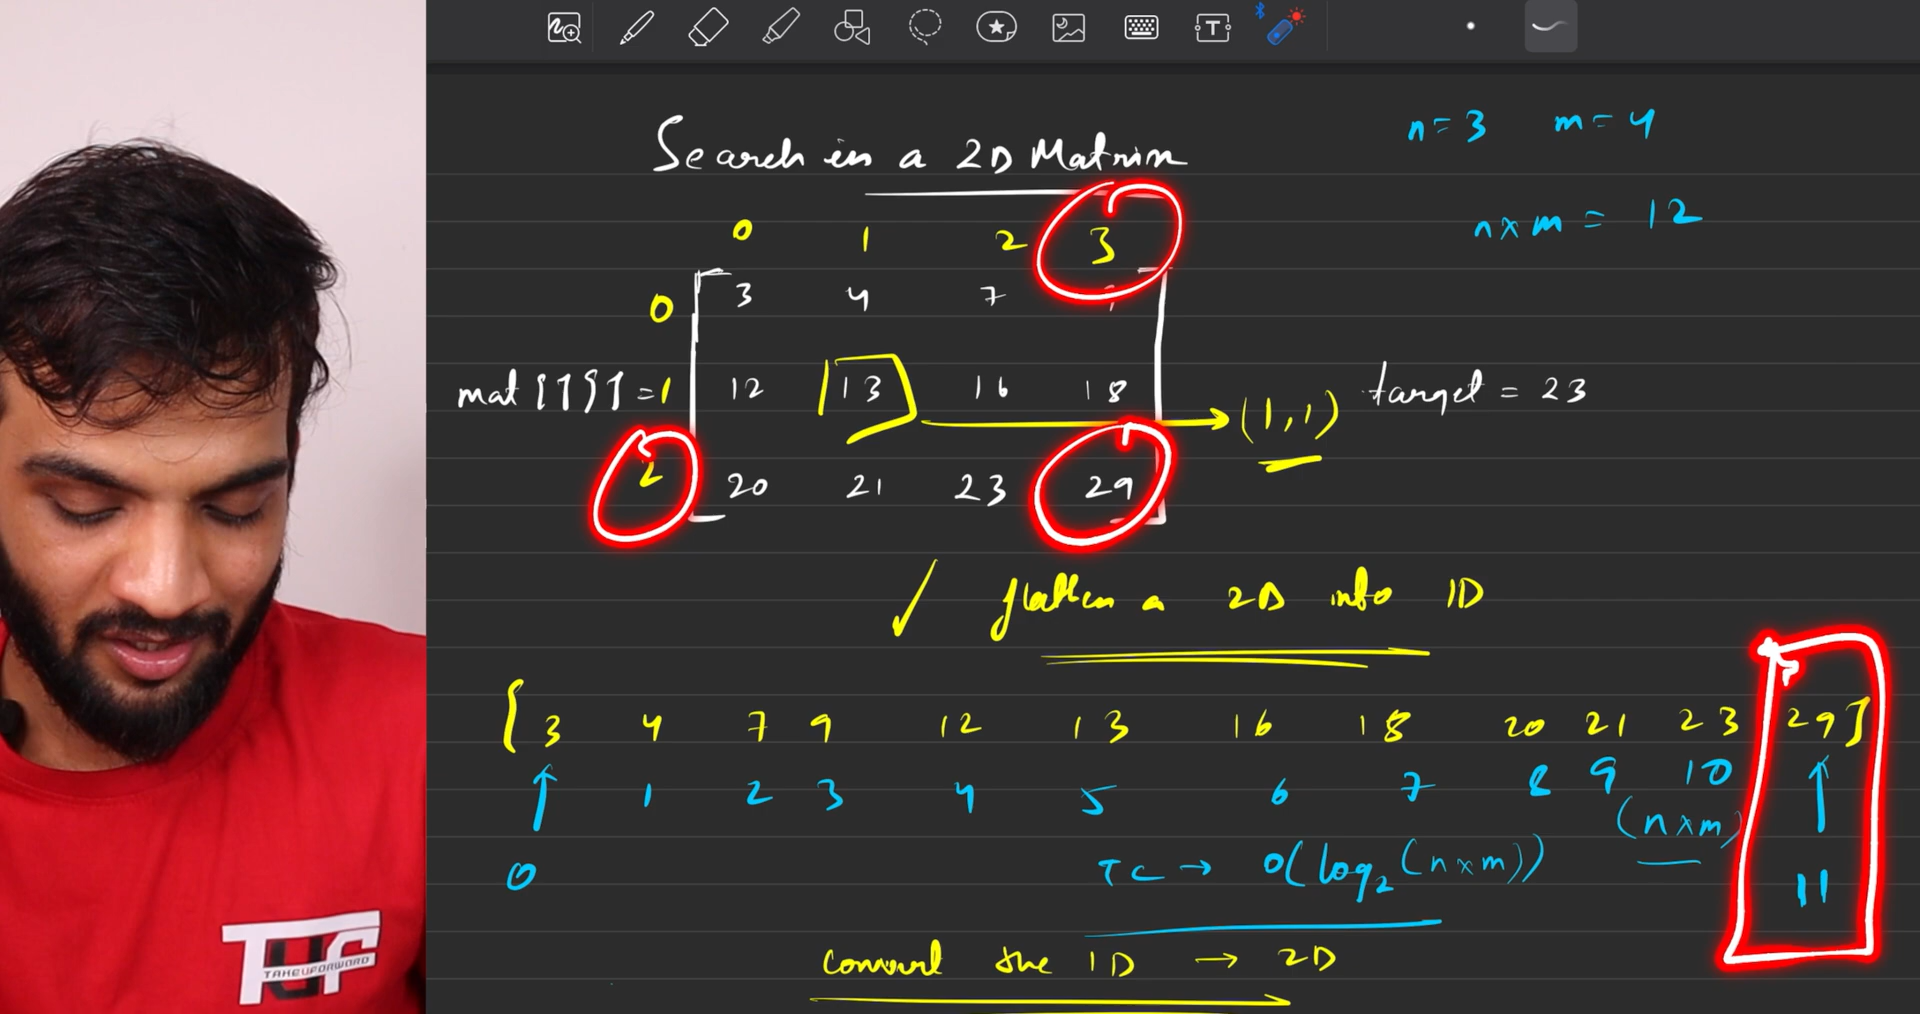 Search in a 2D Matrix
n = 3 m = 4
n x m = 12
0 1 2 3
0 3 4 7
mat [ ] [ ] = 1 12 13 16 18 (1,1) target = 23
2 20 21 23 29
✓ flatten a 2D into 1D
[ 3 4 7 9 12 13 16 18 20 21 23 29 ]
0 1 2 3 4 5 6 7 8 9 10 11
(n x m)
TC → O(log₂(n x m))
convert the 1D → 2D
TUF
TAKEUFORWARD